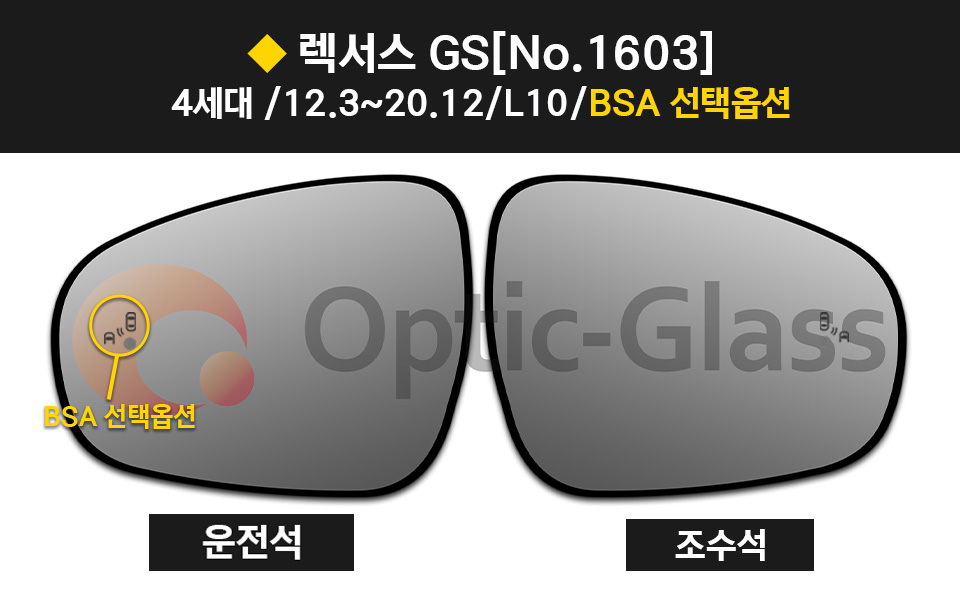 ◆ 렉서스 GS[No.1603]
4세대 /12.3~20.12/L10/BSA 선택옵션
Optic-Glass
BSA 선택옵션
운전석
조수석